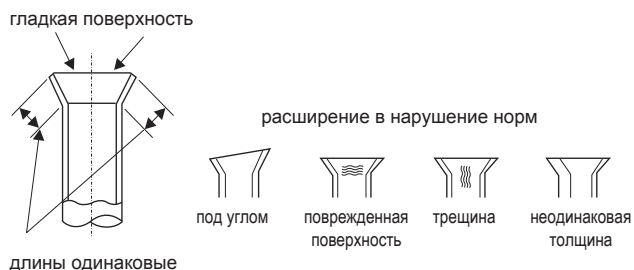 гладкая поверхность
расширение в нарушение норм
под углом
поврежденная
поверхность
трещина
неодинаковая
толщина
длины одинаковые